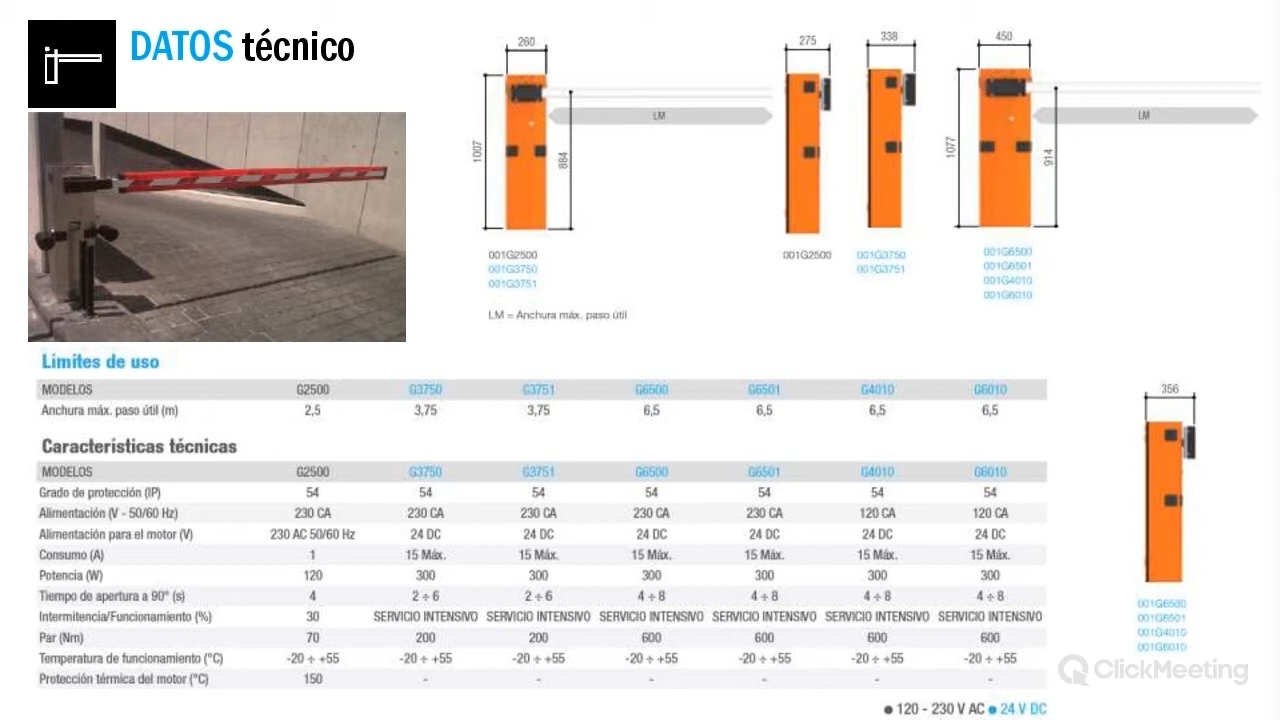 DATOS técnico
260
275
338
450
LM
LM
1007
884
1077
914
001G2500
001G3750
001G3751
001G2500
001G3750
001G3751
001G6500
001G6501
001G4010
001G6010
LM = Anchura máx. paso útil
Limites de uso
MODELOS G2500 G3750 G3751 G6500 G6501 G4010 G6010
Anchura máx. paso útil (m) 2,5 3,75 3,75 6,5 6,5 6,5 6,5
356
Características técnicas
MODELOS G2500 G3750 G3751 G6500 G6501 G4010 G6010
Grado de protección (IP) 54 54 54 54 54 54 54
Alimentación (V - 50/60 Hz) 230 CA 230 CA 230 CA 230 CA 230 CA 120 CA 120 CA
Alimentación para el motor (V) 230 AC 50/60 Hz 24 DC 24 DC 24 DC 24 DC 24 DC 24 DC
Consumo (A) 1 15 Máx. 15 Máx. 15 Máx. 15 Máx. 15 Máx. 15 Máx.
Potencia (W) 120 300 300 300 300 300 300
Tiempo de apertura a 90° (s) 4 2 ÷ 6 2 ÷ 6 4 ÷ 8 4 ÷ 8 4 ÷ 8 4 ÷ 8
Intermitencia/Funcionamiento (%) 30 SERVICIO INTENSIVO SERVICIO INTENSIVO SERVICIO INTENSIVO SERVICIO INTENSIVO SERVICIO INTENSIVO SERVICIO INTENSIVO
Par (Nm) 70 200 200 600 600 600 600
Temperatura de funcionamiento (°C) -20 ÷ +55 -20 ÷ +55 -20 ÷ +55 -20 ÷ +55 -20 ÷ +55 -20 ÷ +55 -20 ÷ +55
Protección térmica del motor (°C) 150 - - - - - -
001G6500
001G6501
001G4010
001G6010
ClickMeeting
● 120 - 230 V AC ● 24 V DC